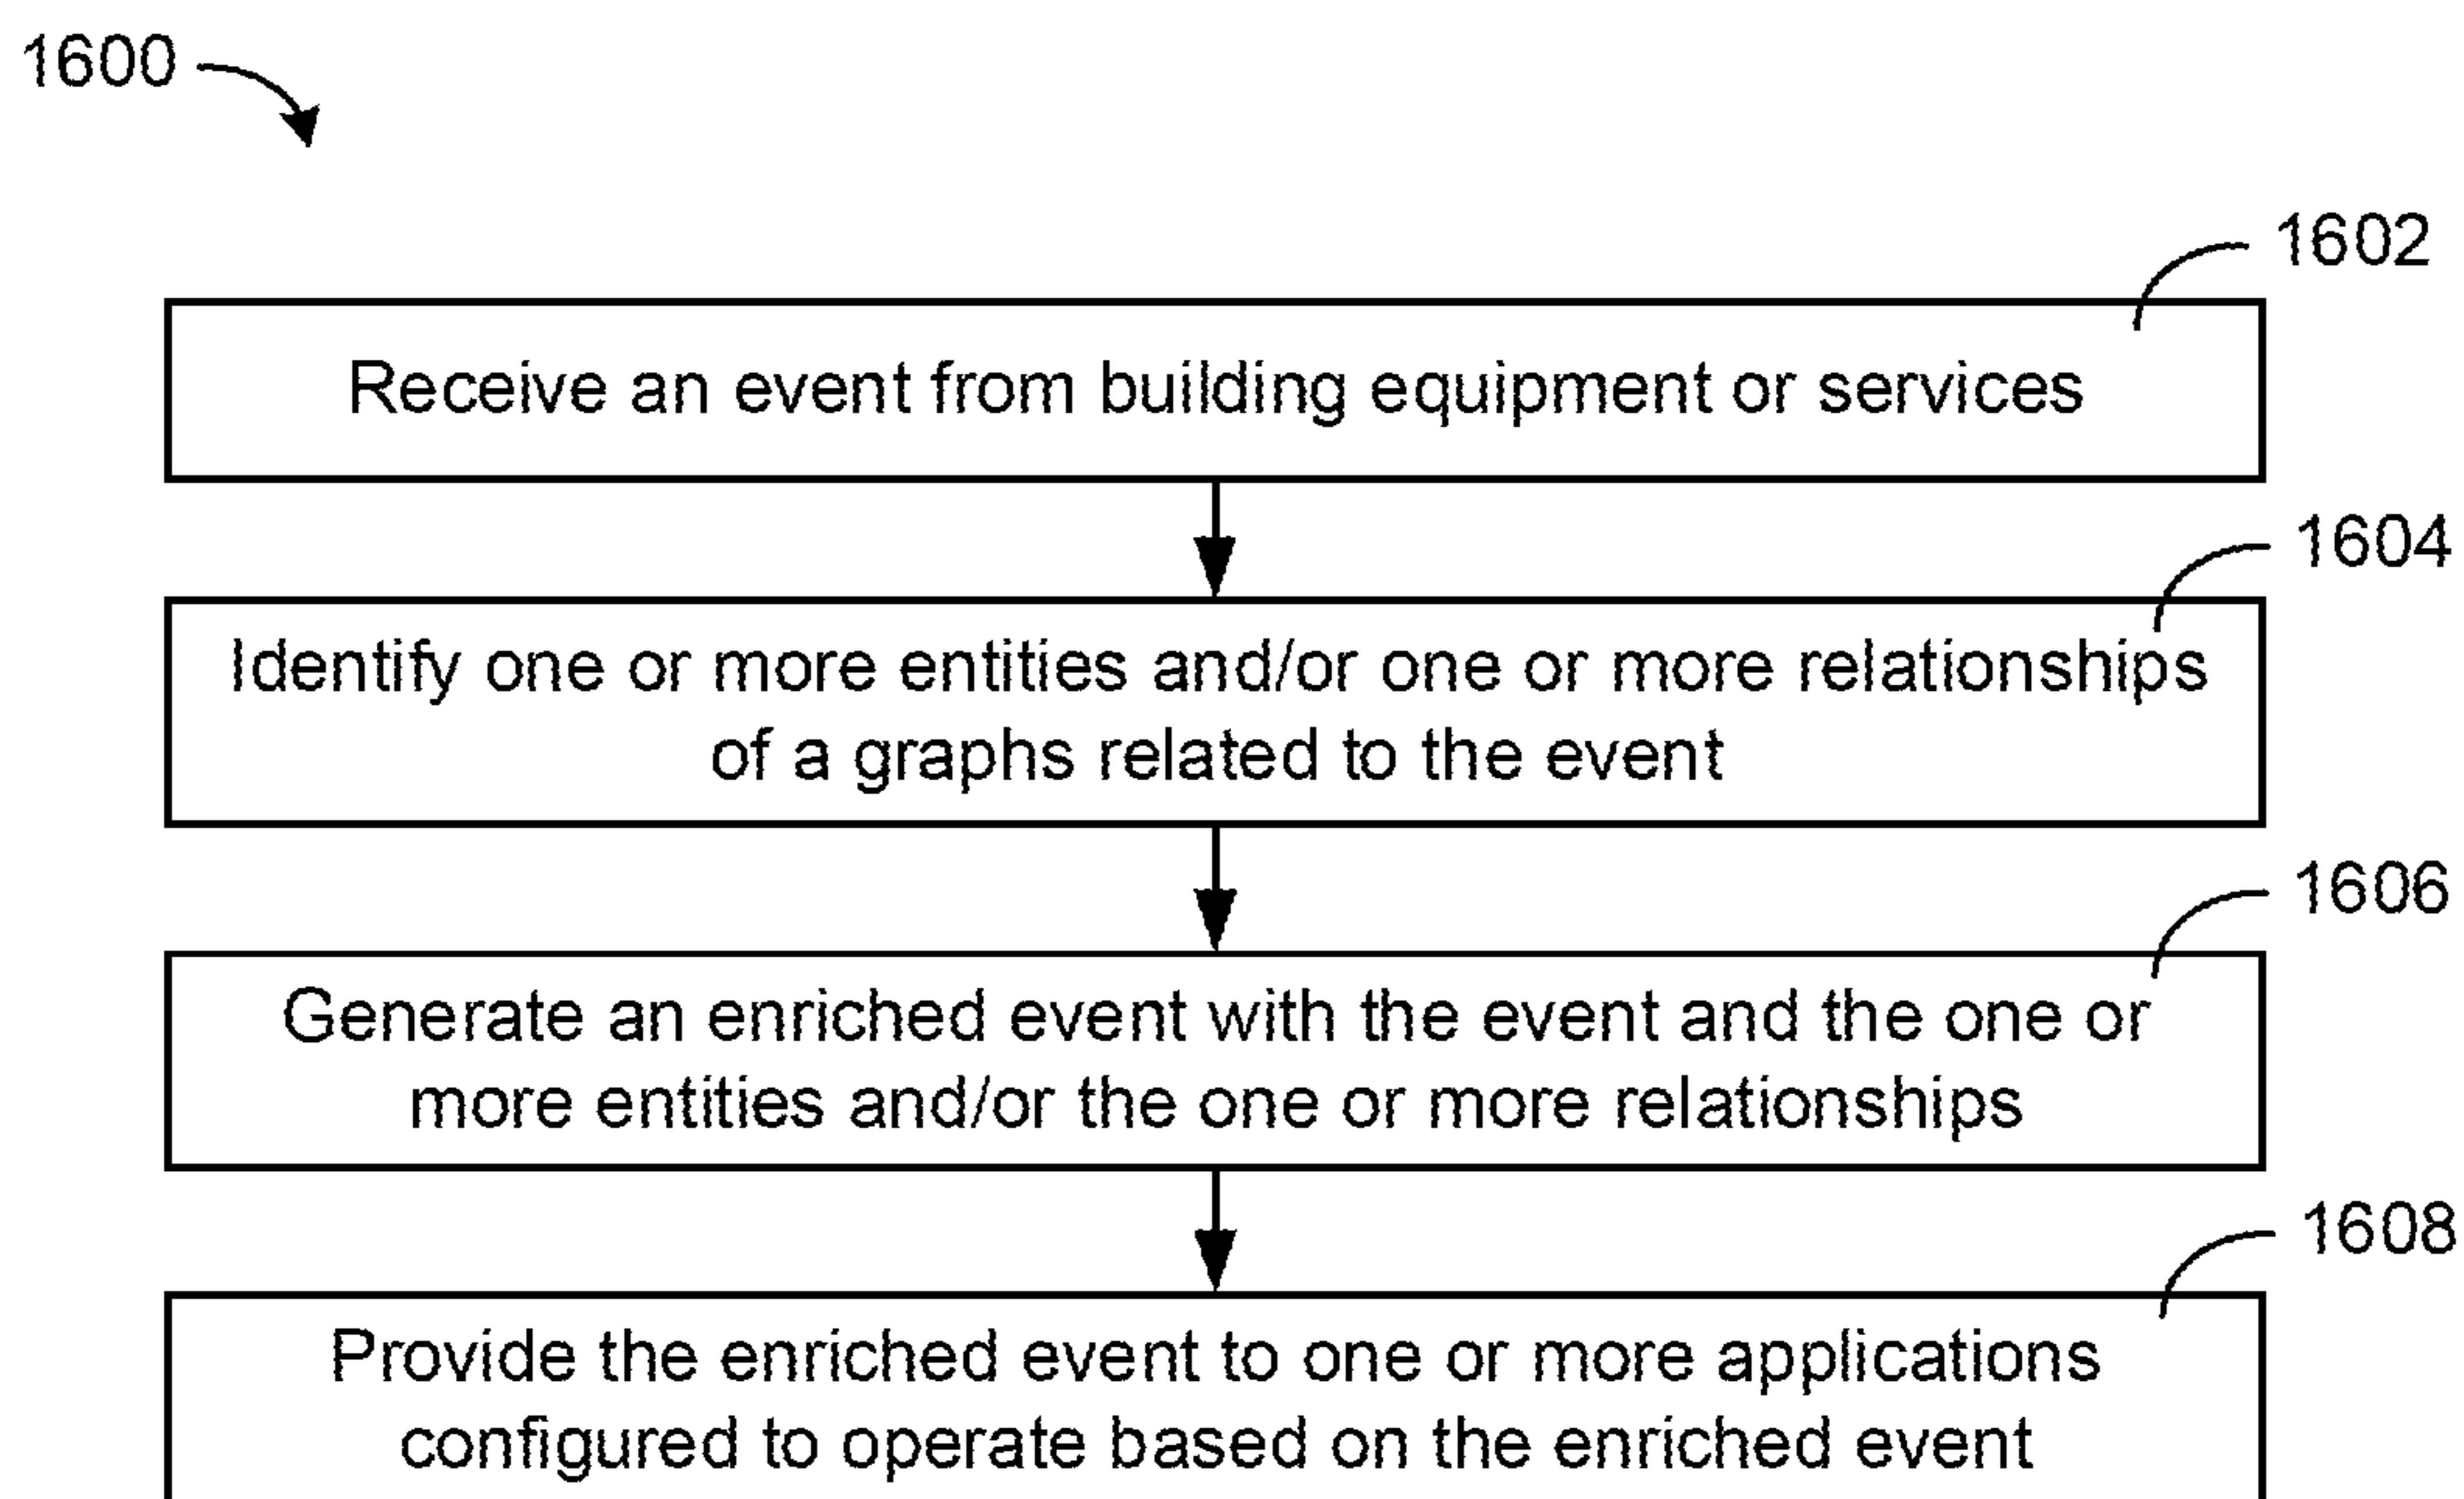 1600
1602
Receive an event from building equipment or services
1604
Identify one or more entities and/or one or more relationships
of a graphs related to the event
1606
Generate an enriched event with the event and the one or
more entities and/or the one or more relationships
1608
Provide the enriched event to one or more applications
configured to operate based on the enriched event